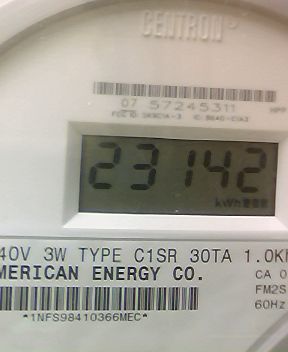 CENTRON
07 57245311
23142
kWh
40V 3W TYPE C1SR 30TA 1.0K
MERICAN ENERGY CO.
CA 0
FM2S
60Hz
*1NFS98410366MEC*